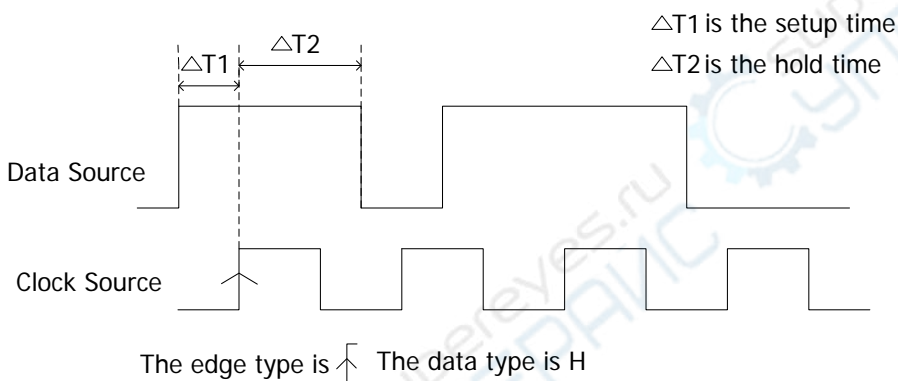 △T1 is the setup time
△T2
△T1
△T2 is the hold time
Data Source
Clock Source
The edge type is The data type is H